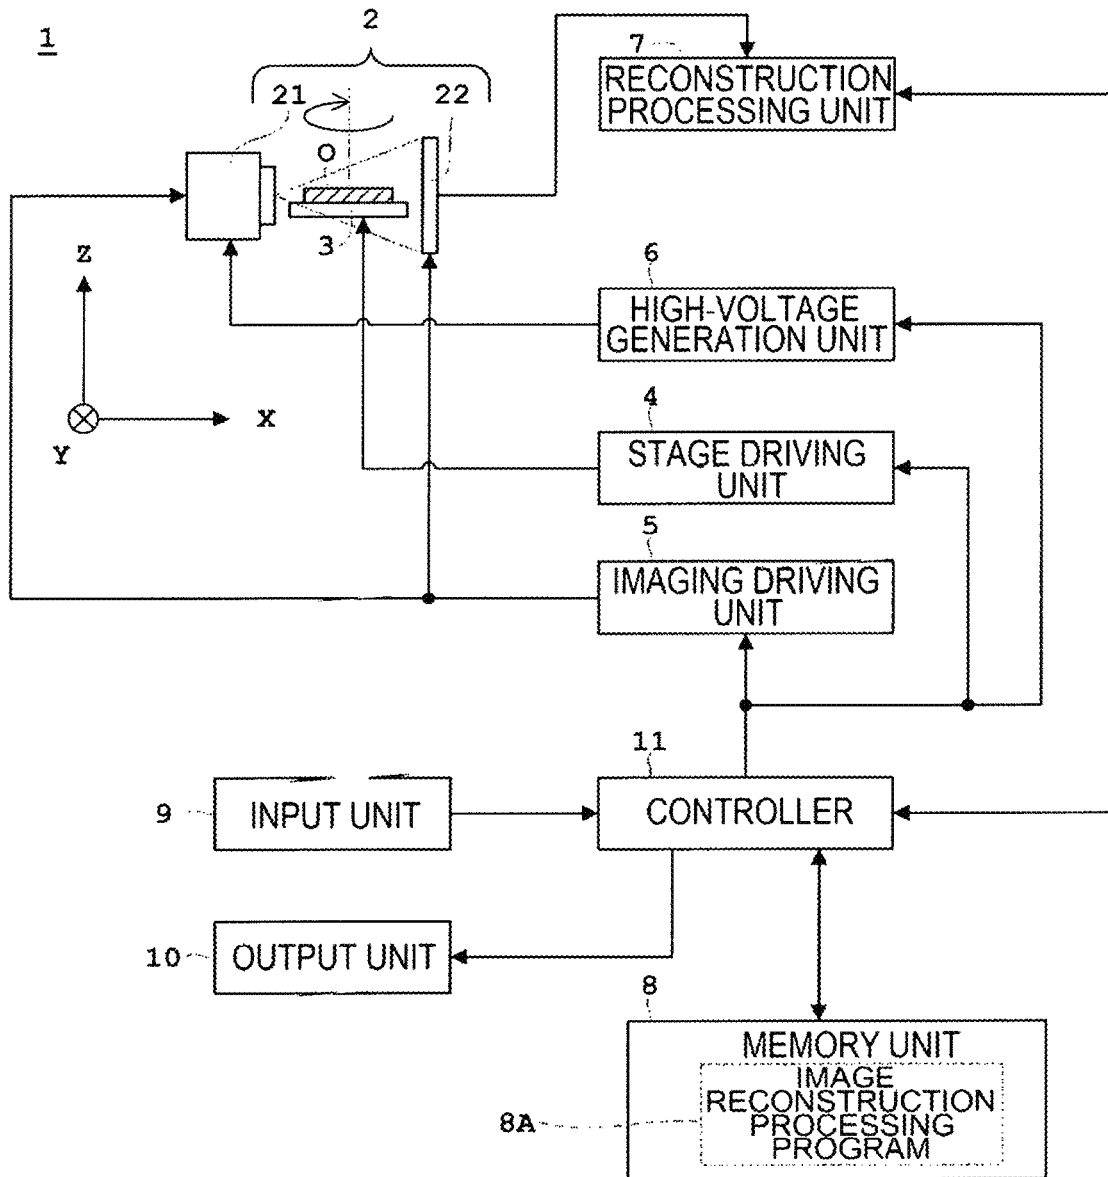 1
2
7
RECONSTRUCTION
PROCESSING UNIT
21
22
O
3
Z
6
HIGH-VOLTAGE
GENERATION UNIT
X
Y
4
STAGE DRIVING
UNIT
5
IMAGING DRIVING
UNIT
11
9
INPUT UNIT
CONTROLLER
10
OUTPUT UNIT
8
MEMORY UNIT
8A
IMAGE
RECONSTRUCTION
PROCESSING
PROGRAM